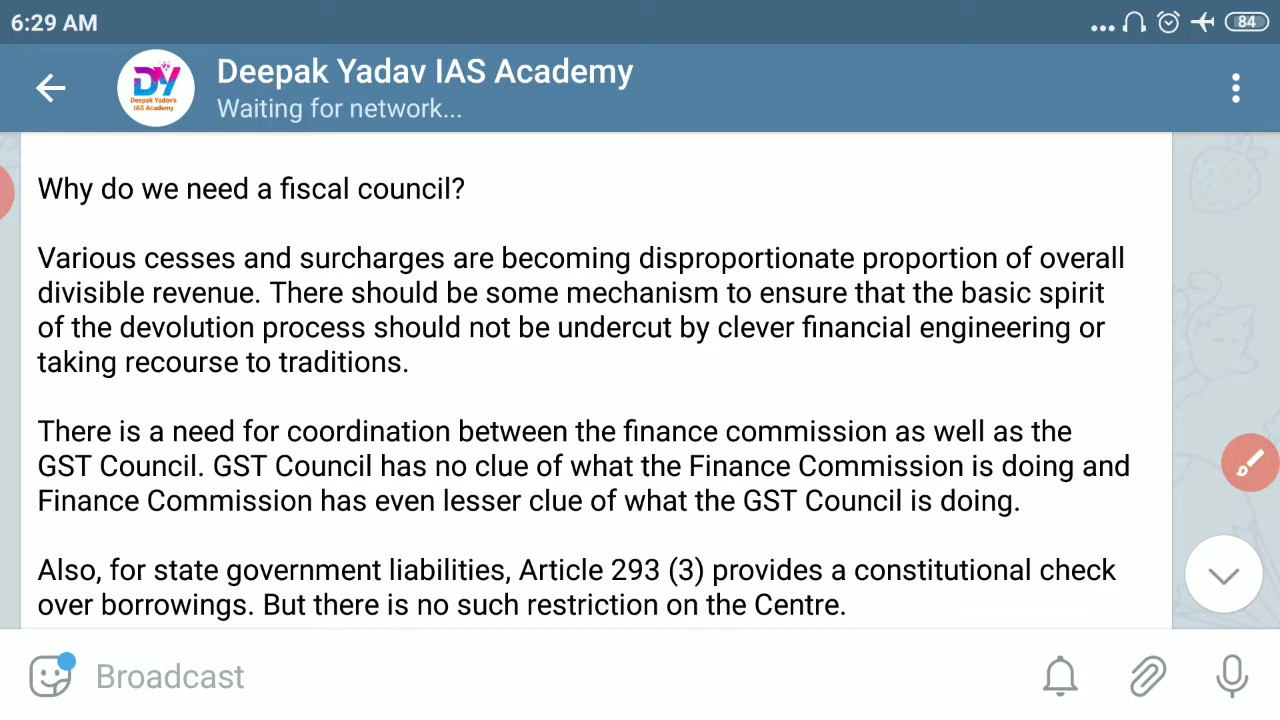 6:29 AM
84
DY
Deepak Yadav's
IAS Academy
Deepak Yadav IAS Academy
Waiting for network...
Why do we need a fiscal council?
Various cesses and surcharges are becoming disproportionate proportion of overall
divisible revenue. There should be some mechanism to ensure that the basic spirit
of the devolution process should not be undercut by clever financial engineering or
taking recourse to traditions.
There is a need for coordination between the finance commission as well as the
GST Council. GST Council has no clue of what the Finance Commission is doing and
Finance Commission has even lesser clue of what the GST Council is doing.
Also, for state government liabilities, Article 293 (3) provides a constitutional check
over borrowings. But there is no such restriction on the Centre.
Broadcast